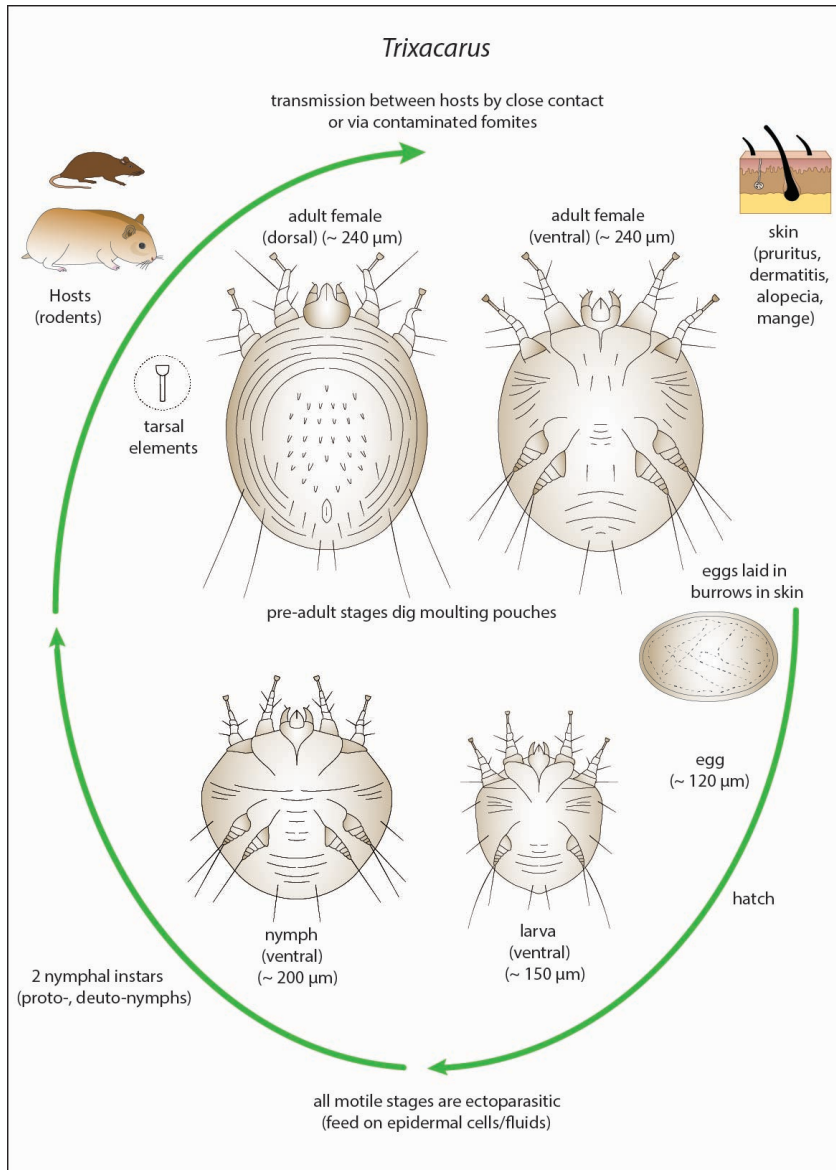 Trixacarus
transmission between hosts by close contact
or via contaminated fomites
Hosts
(rodents)
adult female
(dorsal) (~ 240 µm)
adult female
(ventral) (~ 240 µm)
skin
(pruritus,
dermatitis,
alopecia,
mange)
tarsal
elements
eggs laid in
burrows in skin
pre-adult stages dig moulting pouches
egg
(~ 120 µm)
hatch
nymph
(ventral)
(~ 200 µm)
larva
(ventral)
(~ 150 µm)
2 nymphal instars
(proto-, deuto-nymphs)
all motile stages are ectoparasitic
(feed on epidermal cells/fluids)